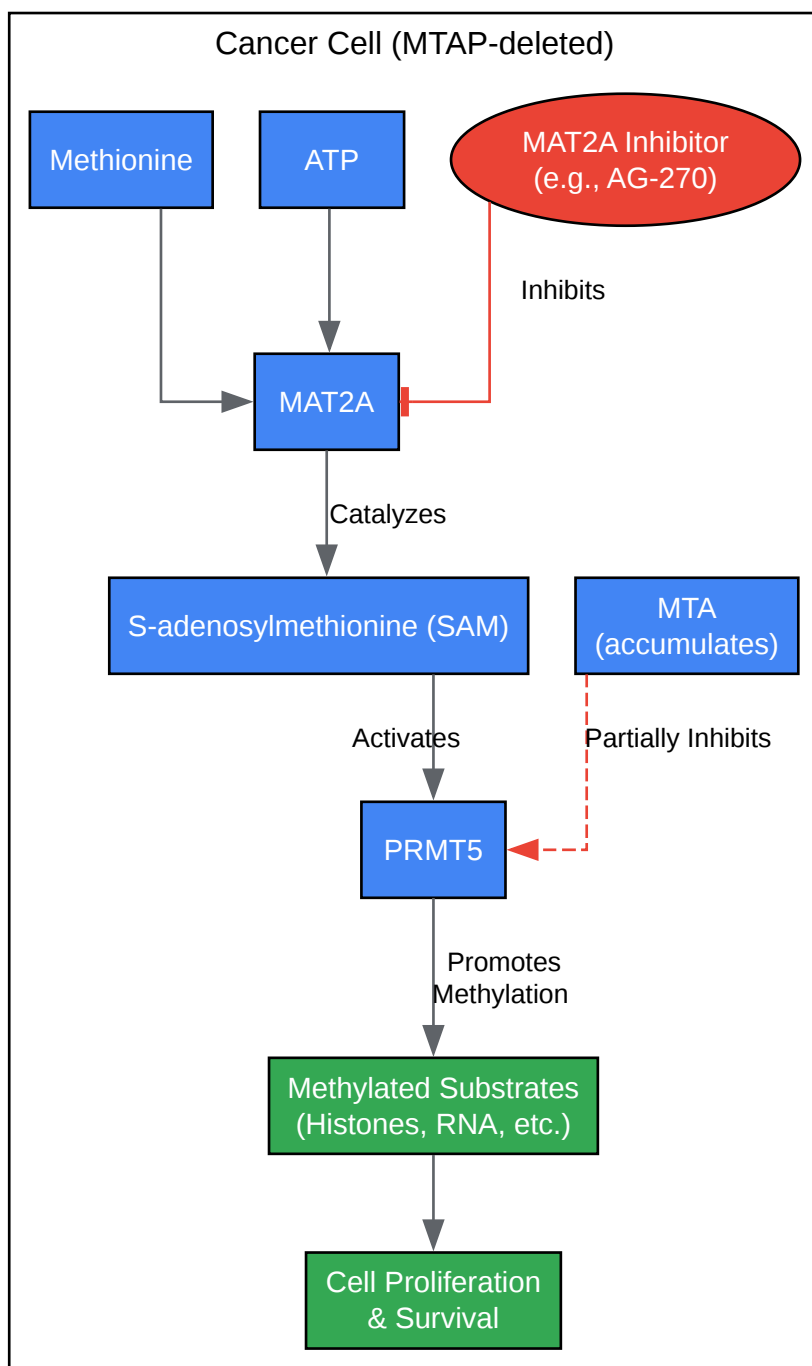 Cancer Cell (MTAP-deleted)
Methionine
ATP
MAT2A Inhibitor
(e.g., AG-270)
Inhibits
MAT2A
Catalyzes
S-adenosylmethionine (SAM)
MTA
(accumulates)
Activates
Partially Inhibits
PRMT5
Promotes
Methylation
Methylated Substrates
(Histones, RNA, etc.)
Cell Proliferation
& Survival